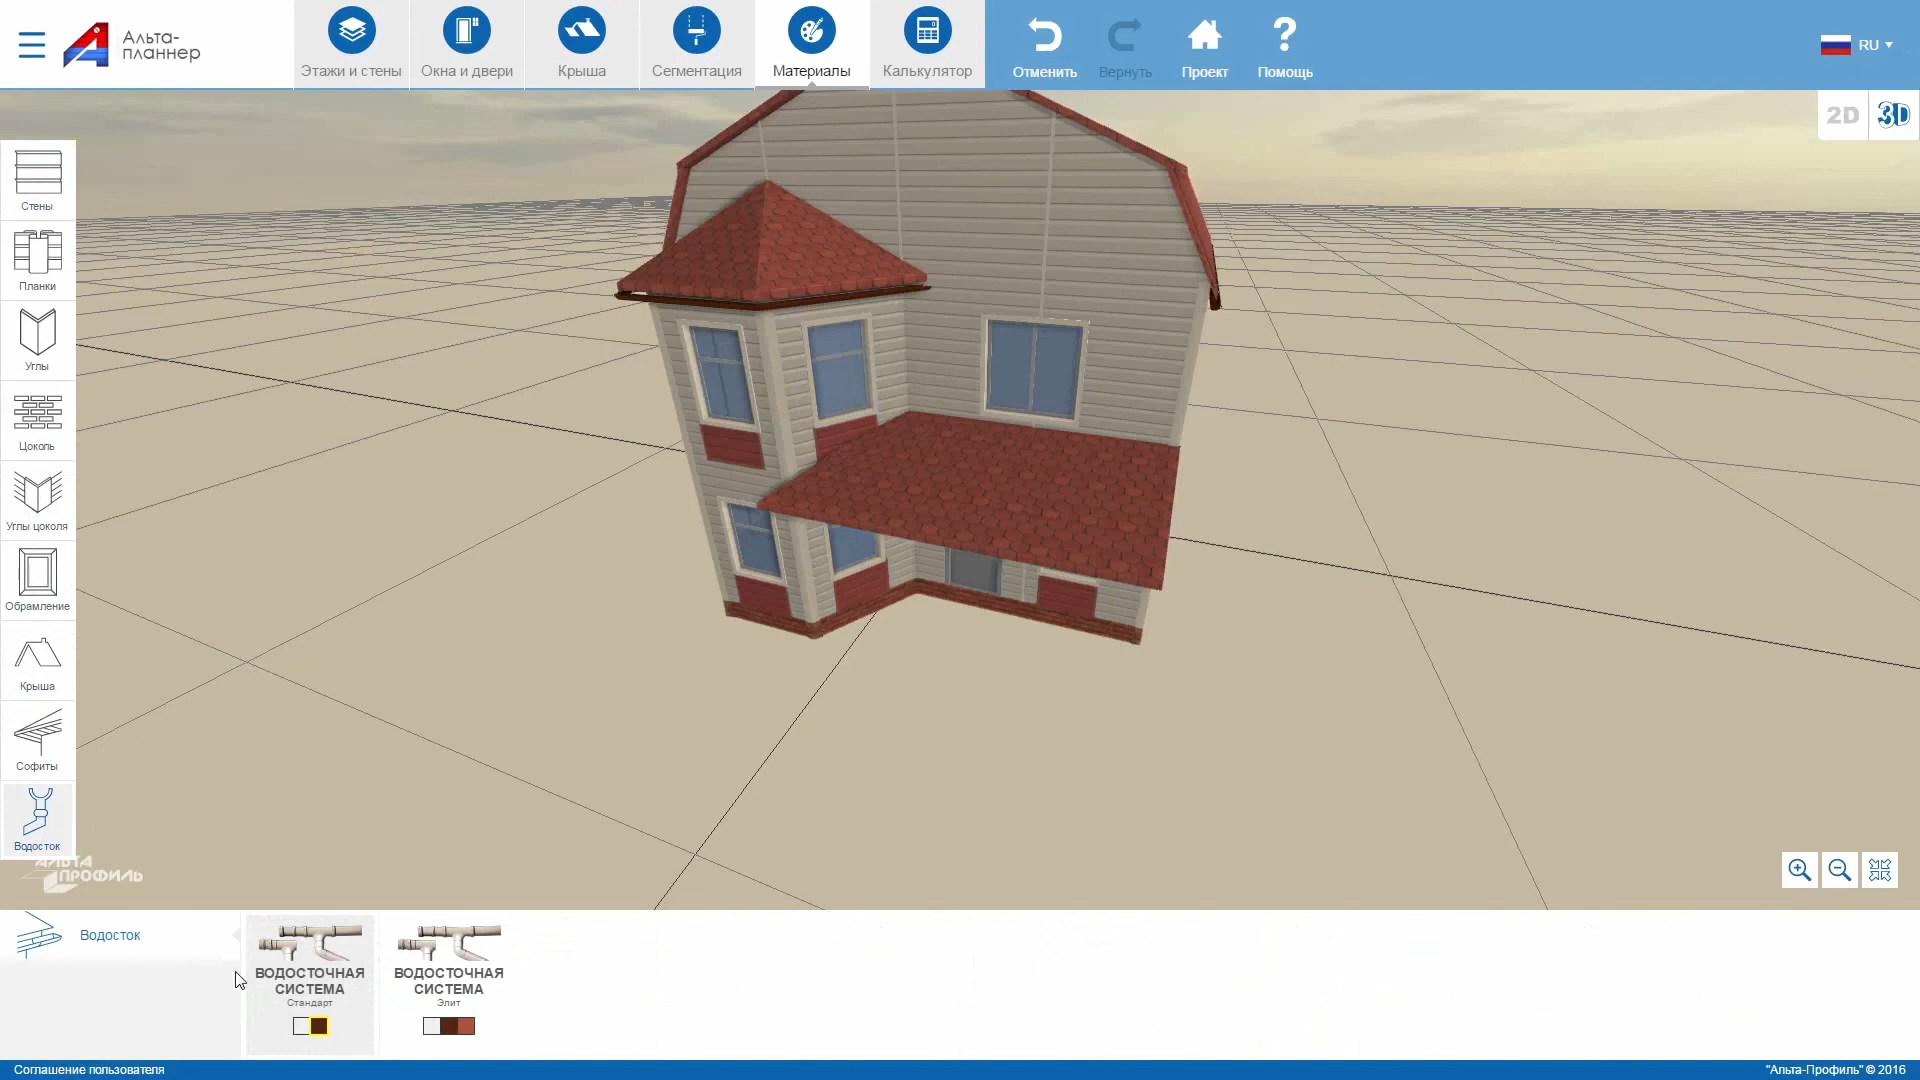 Альта-
планнер
Этажи и стены
Окна и двери
Крыша
Сегментация
Материалы
Калькулятор
Отменить
Вернуть
Проект
?
Помощь
RU
2D
3D
Стены
Планки
Углы
Цоколь
Углы цоколя
Обрамление
Крыша
Софиты
Водосток
АЛЬТА
ПРОФИЛЬ
Водосток
ВОДОСТОЧНАЯ
СИСТЕМА
Стандарт
ВОДОСТОЧНАЯ
СИСТЕМА
Элит
Соглашение пользователя
"Альта-Профиль" © 2016